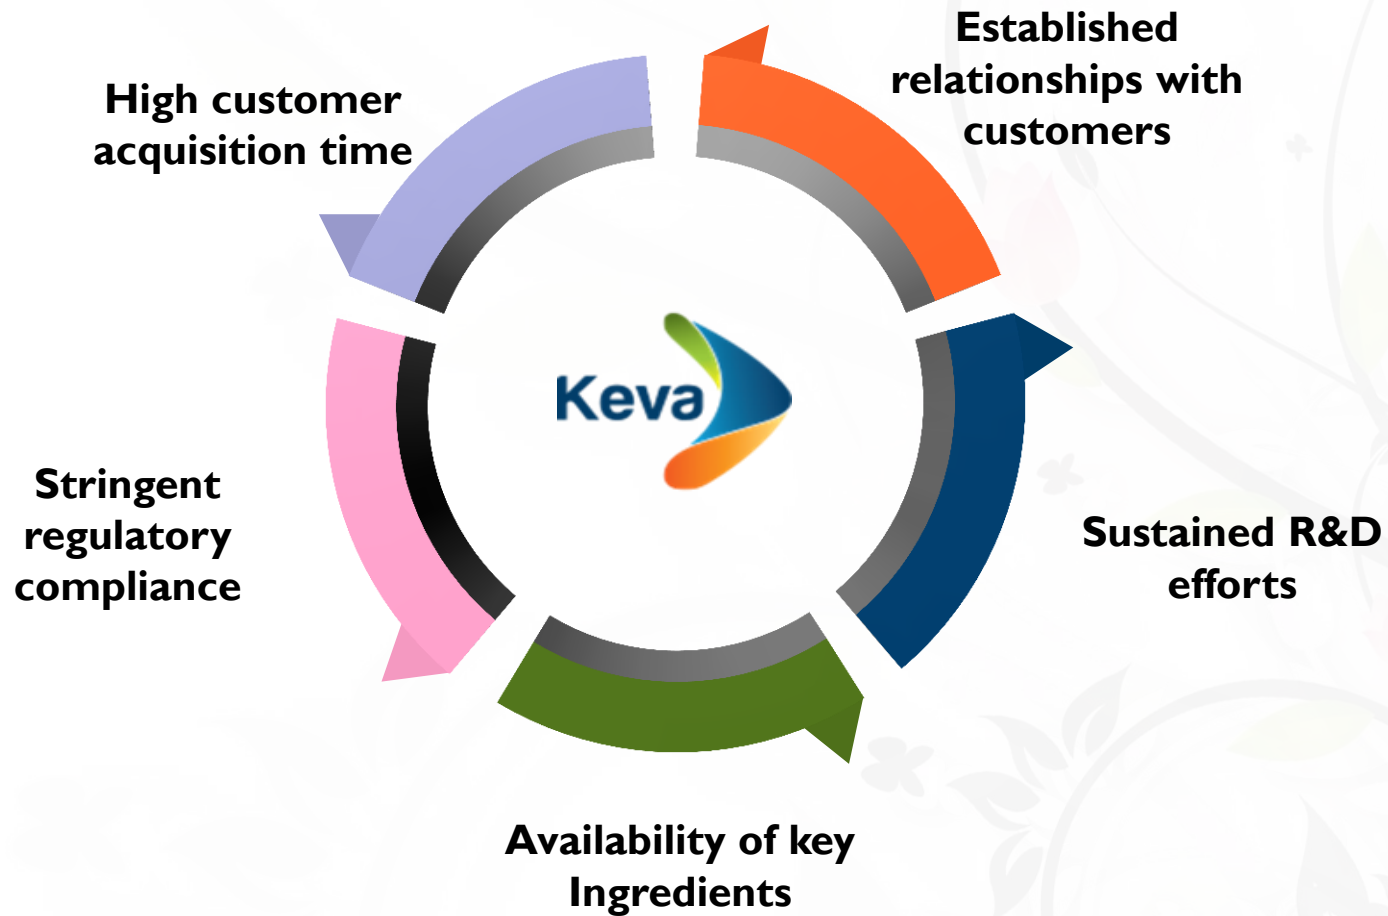 Established
relationships with
customers
High customer
acquisition time
Keva
Stringent
regulatory
compliance
Sustained R&D
efforts
Availability of key
Ingredients